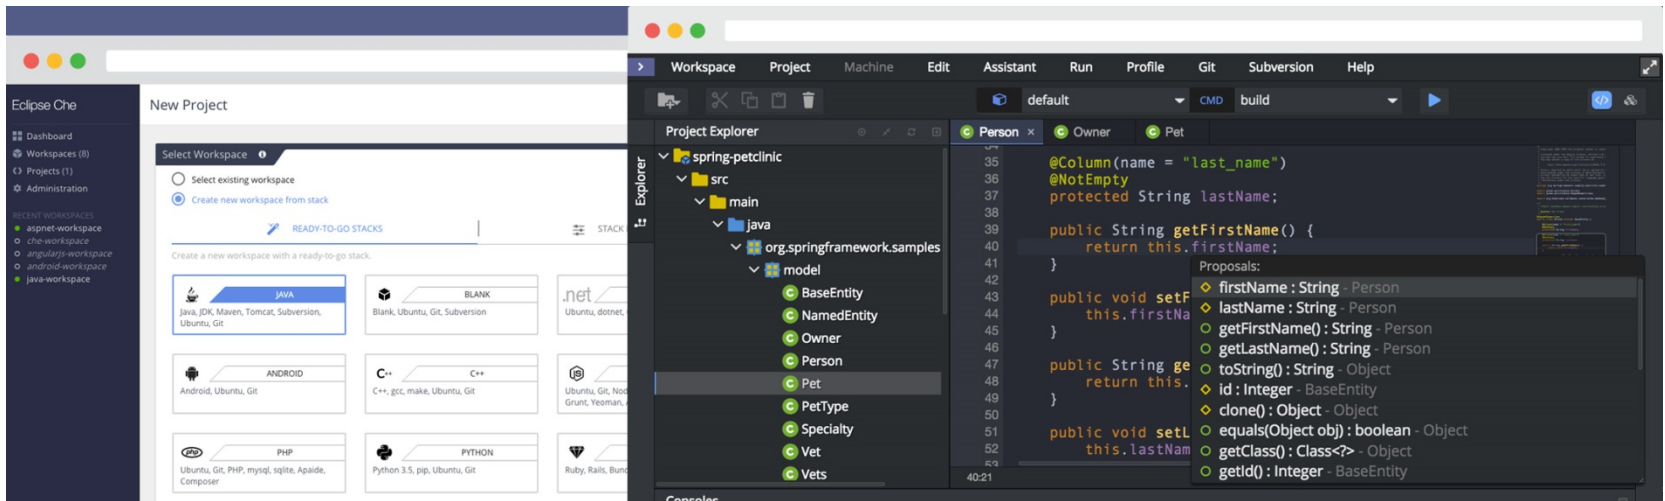 Eclipse Che
Dashboard
Workspaces (8)
Projects (1)
Administration
RECENT WORKSPACES
aspnet-workspace
che-workspace
angularjs-workspace
android-workspace
java-workspace
New Project
Select Workspace
Select existing workspace
Create new workspace from stack
READY-TO-GO STACKS
STACK
Create a new workspace with a ready-to-go stack.
JAVA
Java, JDK, Maven, Tomcat, Subversion,
Ubuntu, Git
BLANK
Blank, Ubuntu, Git, Subversion
.net
Ubuntu, dotnet,
ANDROID
Android, Ubuntu, Git
C++
C++
C++, gcc, make, Ubuntu, Git
JS
Ubuntu, Git, Nod
Grunt, Yeoman,
php
PHP
Ubuntu, Git, PHP, mysql, sqlite, Apaide,
Composer
PYTHON
Python 3.5, pip, Ubuntu, Git
Ruby, Rails, Bund
Workspace Project Machine Edit Assistant Run Profile Git Subversion Help
default CMD build
Explorer
Project Explorer
spring-petclinic
src
main
java
org.springframework.samples
model
C BaseEntity
C NamedEntity
C Owner
C Person
C Pet
C PetType
C Specialty
C Vet
C Vets
C Person × C Owner C Pet
34
35 @Column(name = "last_name")
36 @NotEmpty
37 protected String lastName;
38
39 public String getFirstName() {
40 return this.firstName;
41 }
42
43 public void setF
44 this.firstNa
45 }
46
47 public String ge
48 return this.
49 }
50
51 public void setL
52 this.lastNam
53
40:21
Proposals:
firstName : String - Person
lastName : String - Person
getFirstName() : String - Person
getLastName() : String - Person
toString() : String - Object
id : Integer - BaseEntity
clone() : Object - Object
equals(Object obj) : boolean - Object
getClass() : Class<?> - Object
getId() : Integer - BaseEntity
Consoles